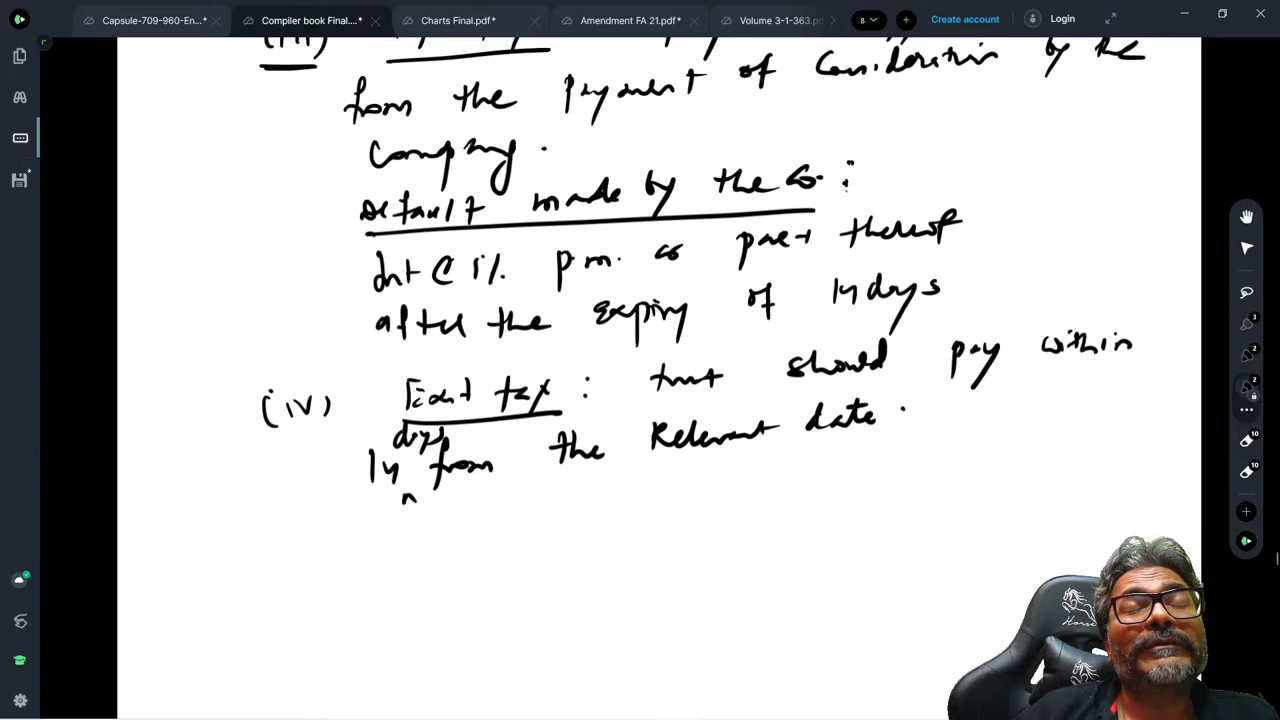 Capsule-709-960-En...*
Compiler book Final....*
Charts Final.pdf*
Amendment FA 21.pdf*
Volume 3-1-363.pd
8
Create account
Login
from the payment of Consideration by the
Company.
Default made by the Co. :
Int @ 1% p.m. or part thereof
after the expiry of 14 days
(iv) tax : trust should pay within
14 days from the Relevant date.